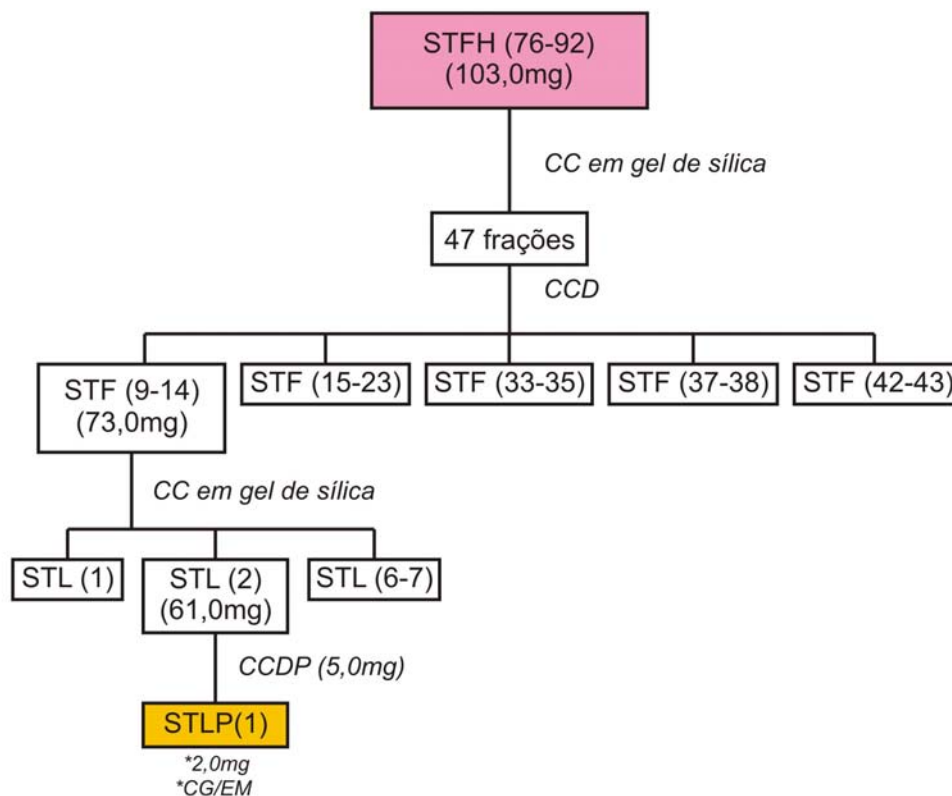 STFH (76-92)
(103,0mg)
CC em gel de sílica
47 frações
CCD
STF (9-14)
(73,0mg)
STF (15-23)
STF (33-35)
STF (37-38)
STF (42-43)
CC em gel de sílica
STL (1)
STL (2)
(61,0mg)
STL (6-7)
CCDP (5,0mg)
STLP(1)
*2,0mg
*CG/EM